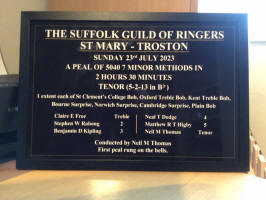 THE SUFFOLK GUILD OF RINGERS
ST MARY - TROSTON
SUNDAY 23rd JULY 2023
A PEAL OF 5040 7 MINOR METHODS IN
2 HOURS 30 MINUTES
TENOR (5-2-13 in B♭)
1 extent each of St Clement's College Bob, Oxford Treble Bob, Kent Treble Bob,
Bourne Surprise, Norwich Surprise, Cambridge Surprise, Plain Bob
Claire E Free Treble Neal T Dodge 4
Stephen W Rabong 2 Matthew R T Higby 5
Benjamin D Kipling 3 Neil M Thomas Tenor
Conducted by Neil M Thomas
First peal rung on the bells.